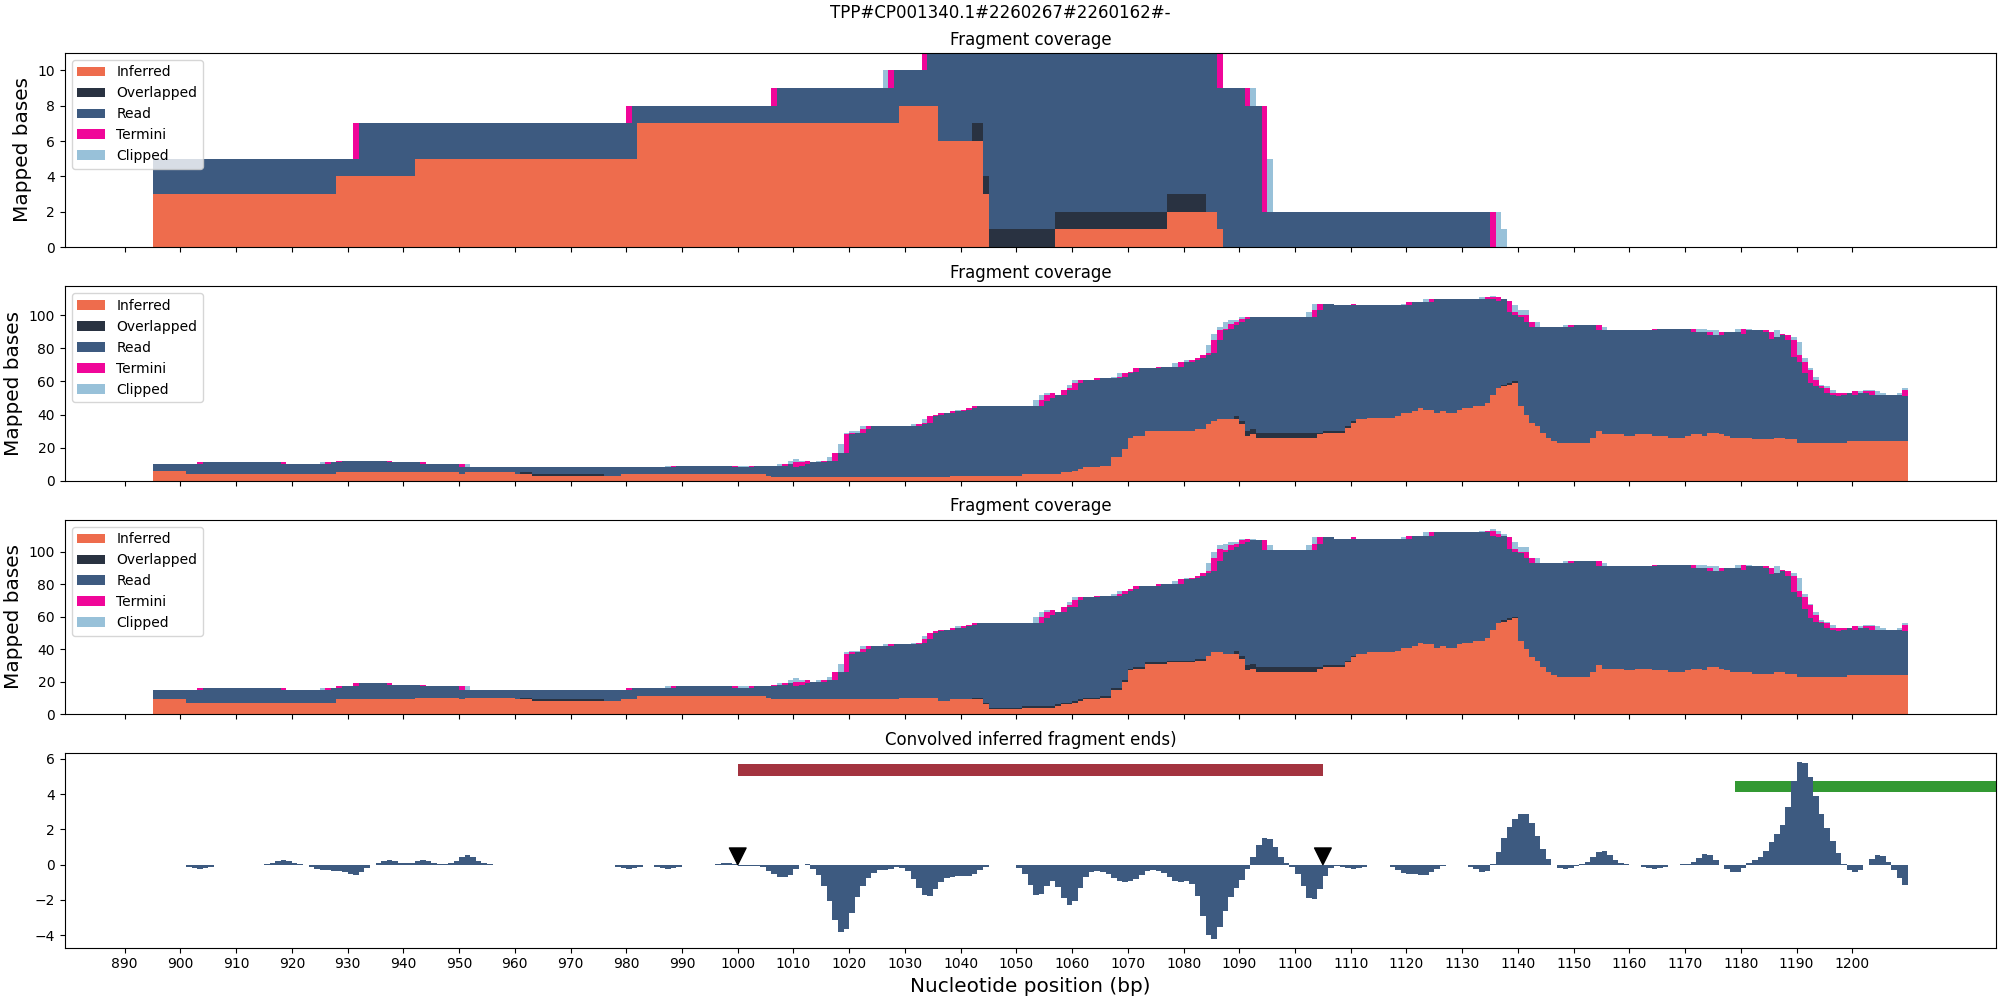 TPP#CP001340.1#2260267#2260162#-
Fragment coverage
Mapped bases
10
8
6
4
2
0
Inferred
Overlapped
Read
Termini
Clipped
Fragment coverage
Mapped bases
100
80
60
40
20
0
Inferred
Overlapped
Read
Termini
Clipped
Fragment coverage
Mapped bases
100
80
60
40
20
0
Inferred
Overlapped
Read
Termini
Clipped
Convolved inferred fragment ends)
6
4
2
0
−2
−4
890 900 910 920 930 940 950 960 970 980 990 1000 1010 1020 1030 1040 1050 1060 1070 1080 1090 1100 1110 1120 1130 1140 1150 1160 1170 1180 1190 1200
Nucleotide position (bp)